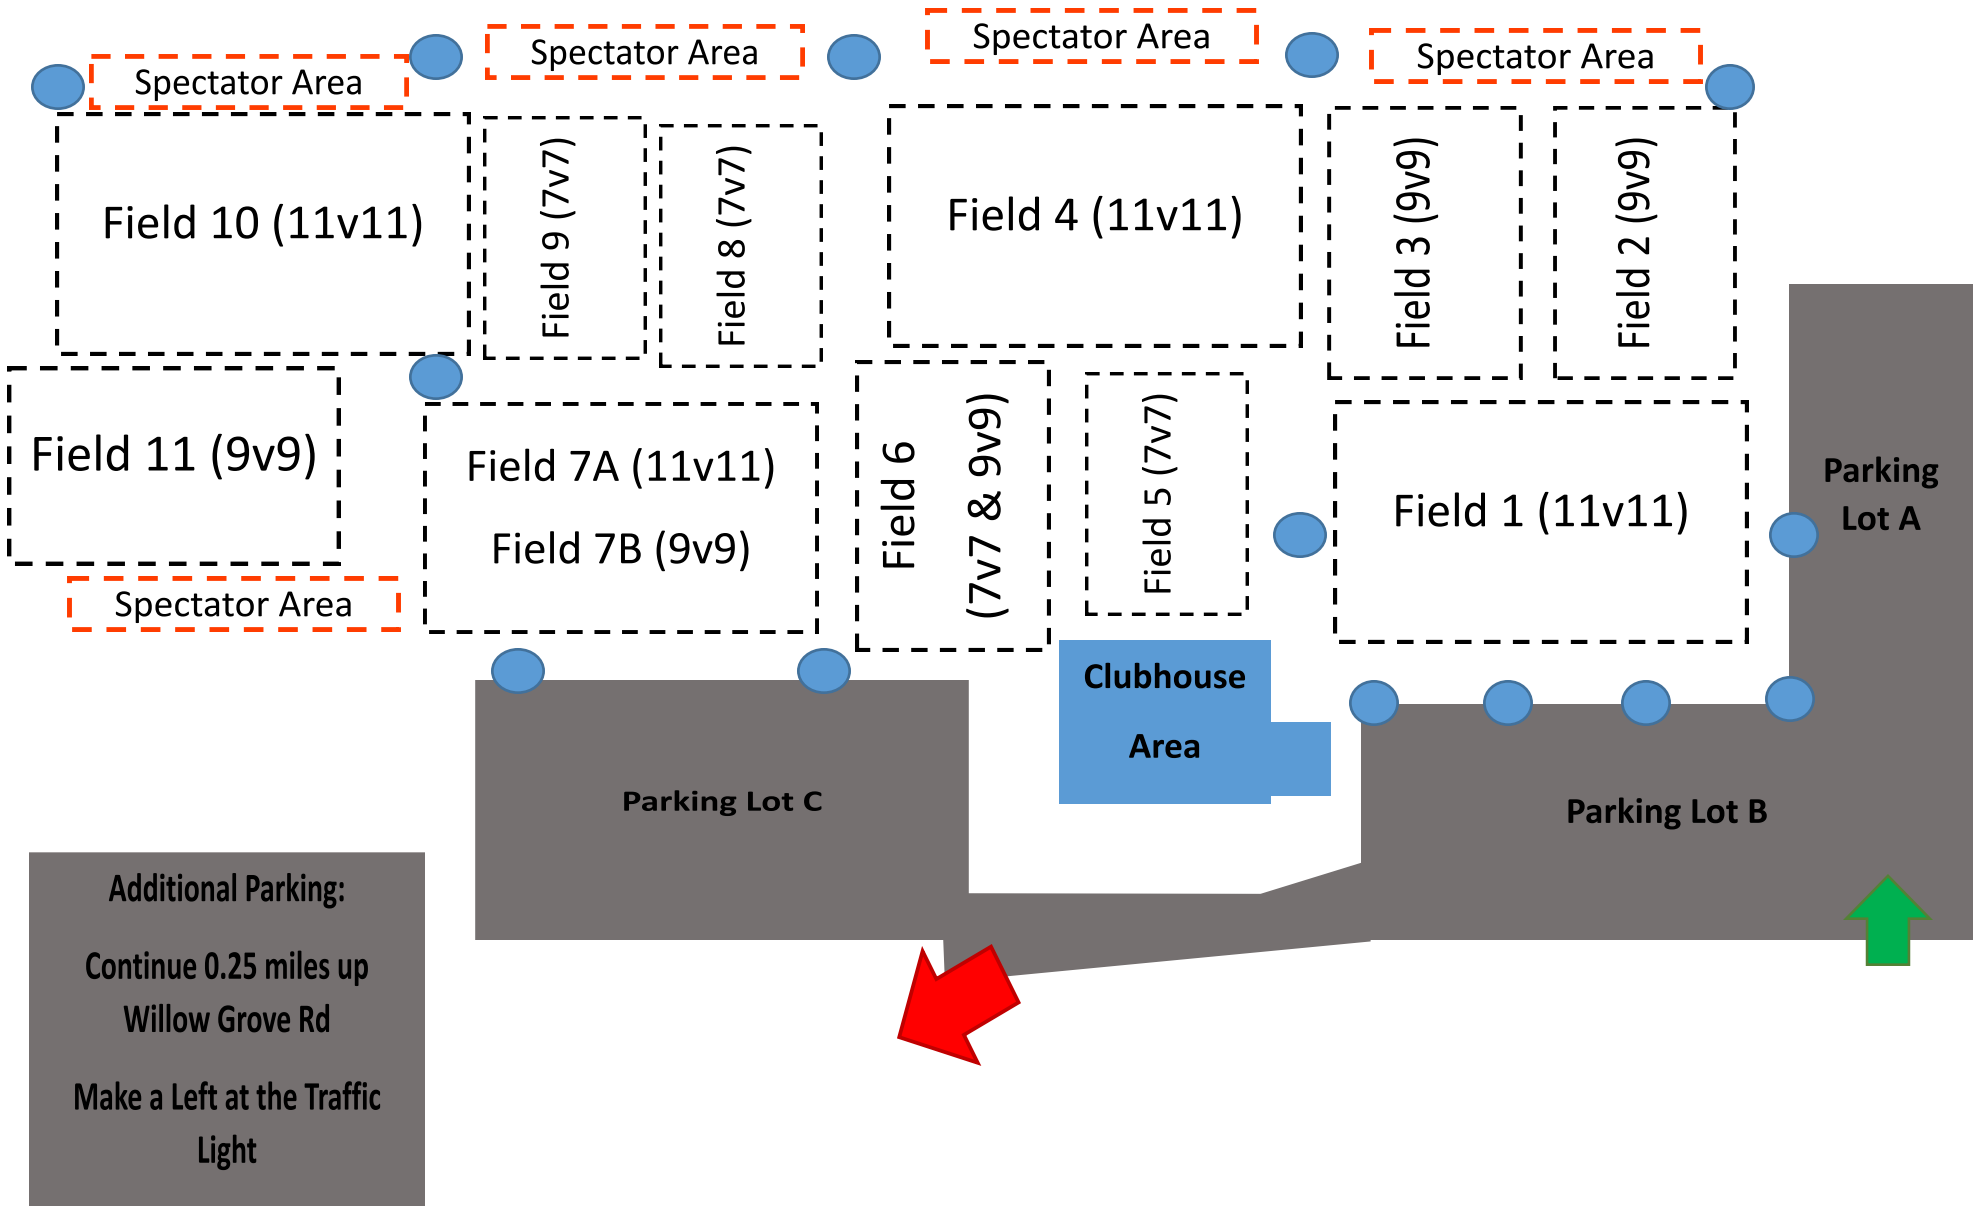 Spectator Area
Spectator Area
Spectator Area
Spectator Area
Field 10 (11v11)
Field 9 (7v7)
Field 8 (7v7)
Field 4 (11v11)
Field 3 (9v9)
Field 2 (9v9)
Field 11 (9v9)
Field 7A (11v11)
Field 7B (9v9)
Field 6
(7v7 & 9v9)
Field 5 (7v7)
Field 1 (11v11)
Parking
Lot A
Spectator Area
Clubhouse
Area
Parking Lot C
Parking Lot B
Additional Parking:
Continue 0.25 miles up
Willow Grove Rd
Make a Left at the Traffic
Light